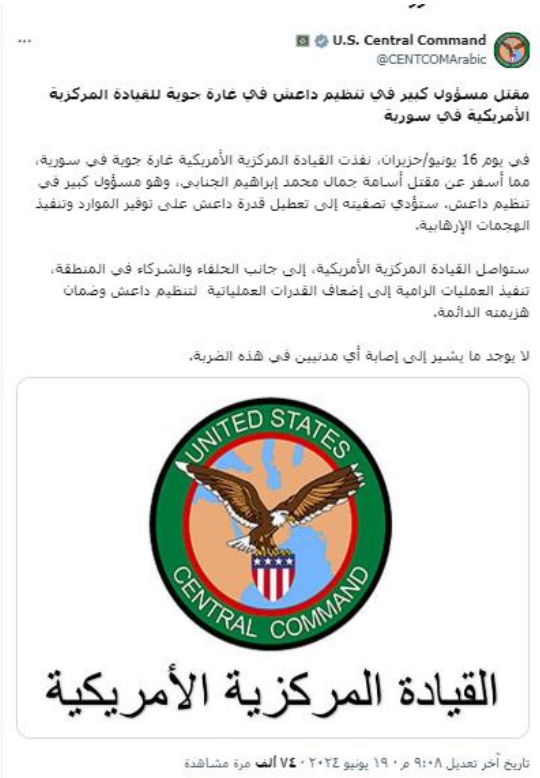 U.S. Central Command
@CENTCOMArabic
مقتل مسؤول كبير في تنظيم داعش في غارة جوية للقيادة المركزية
الأمريكية في سورية
في يوم 16 يونيو/حزيران، نفذت القيادة المركزية الأمريكية غارة جوية في سورية،
مما أسفر عن مقتل أسامة جمال محمد إبراهيم الجنابي، وهو مسؤول كبير في
تنظيم داعش. ستؤدي تصفيته إلى تعطيل قدرة داعش على توفير الموارد وتنفيذ
الهجمات الإرهابية.
ستواصل القيادة المركزية الأمريكية، إلى جانب الحلفاء والشركاء في المنطقة،
تنفيذ العمليات الرامية إلى إضعاف القدرات العملياتية لتنظيم داعش وضمان
هزيمته الدائمة.
لا يوجد ما يشير إلى إصابة أي مدنيين في هذه الضربة.
UNITED STATES
CENTRAL COMMAND
القيادة المركزية الأمريكية
تاريخ آخر تعديل ٩:٠٨ م · ١٩ يونيو ٢٠٢٤ · ٧٤ ألف مرة مشاهدة